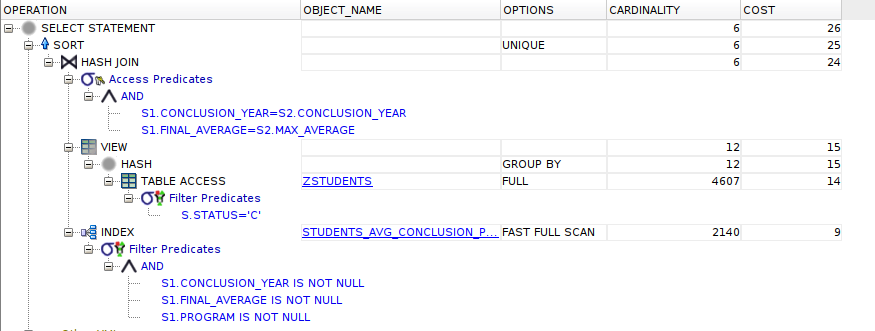 OPERATION OBJECT_NAME OPTIONS CARDINALITY COST
SELECT STATEMENT 6 26
SORT UNIQUE 6 25
HASH JOIN 6 24
Access Predicates
AND
S1.CONCLUSION_YEAR=S2.CONCLUSION_YEAR
S1.FINAL_AVERAGE=S2.MAX_AVERAGE
VIEW 12 15
HASH GROUP BY 12 15
TABLE ACCESS ZSTUDENTS FULL 4607 14
Filter Predicates
S.STATUS='C'
INDEX STUDENTS_AVG_CONCLUSION_P... FAST FULL SCAN 2140 9
Filter Predicates
AND
S1.CONCLUSION_YEAR IS NOT NULL
S1.FINAL_AVERAGE IS NOT NULL
S1.PROGRAM IS NOT NULL